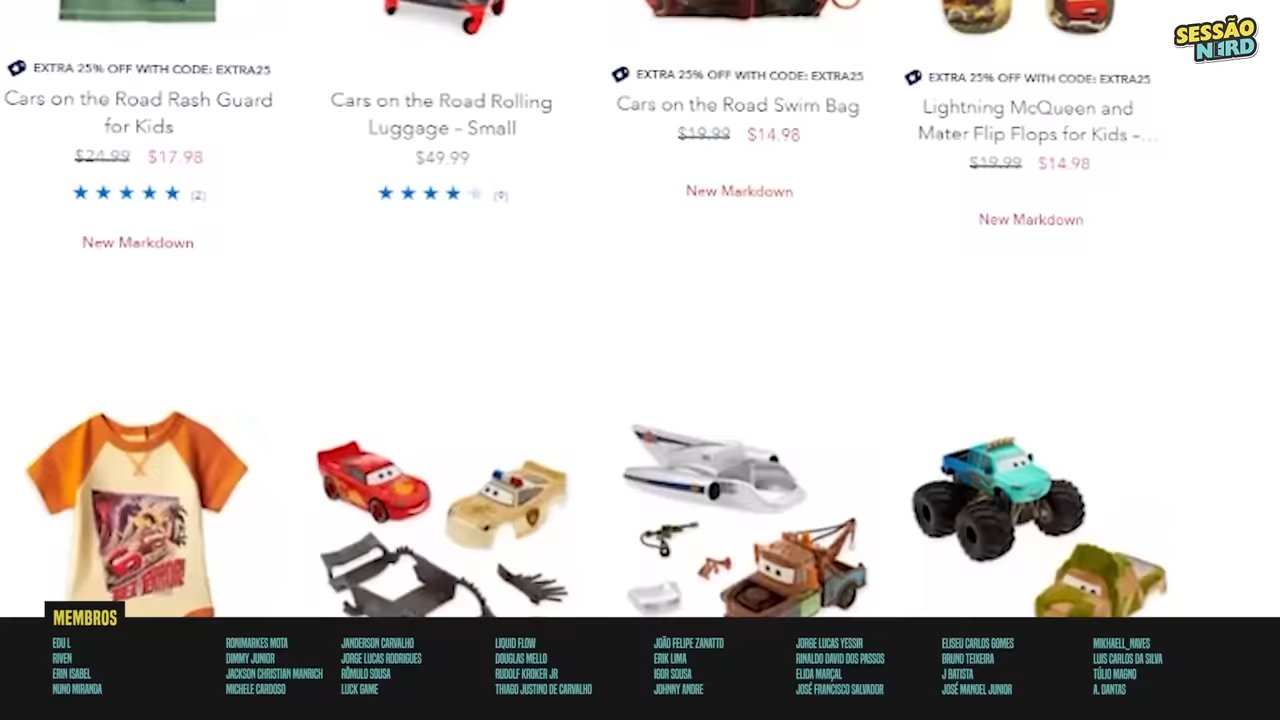 SESSÃO
NERD
EXTRA 25% OFF WITH CODE: EXTRA25
Cars on the Road Rash Guard
for Kids
$24.99 $17.98
(2)
New Markdown
Cars on the Road Rolling
Luggage - Small
$49.99
(9)
EXTRA 25% OFF WITH CODE: EXTRA25
Cars on the Road Swim Bag
$19.99 $14.98
New Markdown
EXTRA 25% OFF WITH CODE: EXTRA25
Lightning McQueen and
Mater Flip Flops for Kids -...
$19.99 $14.98
New Markdown
MEMBROS
EDU L
RIVEN
ERIN ISABEL
NUNO MIRANDA
RONIMARKES MOTA
DIMMY JUNIOR
JACKSON CHRISTIAN MANRICH
MICHELE CARDOSO
JANDERSON CARVALHO
JORGE LUCAS RODRIGUES
RÔMULO SOUSA
LUCK GAME
LIQUID FLOW
DOUGLAS MELLO
RUDOLF KROKER JR
THIAGO JUSTINO DE CARVALHO
JOÃO FELIPE ZANATTO
ERIK LIMA
IGOR SOUSA
JOHNNY ANDRE
JORGE LUCAS YESSIR
RINALDO DAVID DOS PASSOS
ELIDA MARÇAL
JOSÉ FRANCISCO SALVADOR
ELISEU CARLOS GOMES
BRUNO TEIXEIRA
J BATISTA
JOSÉ MANOEL JUNIOR
MIKHAELL_NAVES
LUIS CARLOS DA SILVA
TÚLIO MAGNO
A. DANTAS